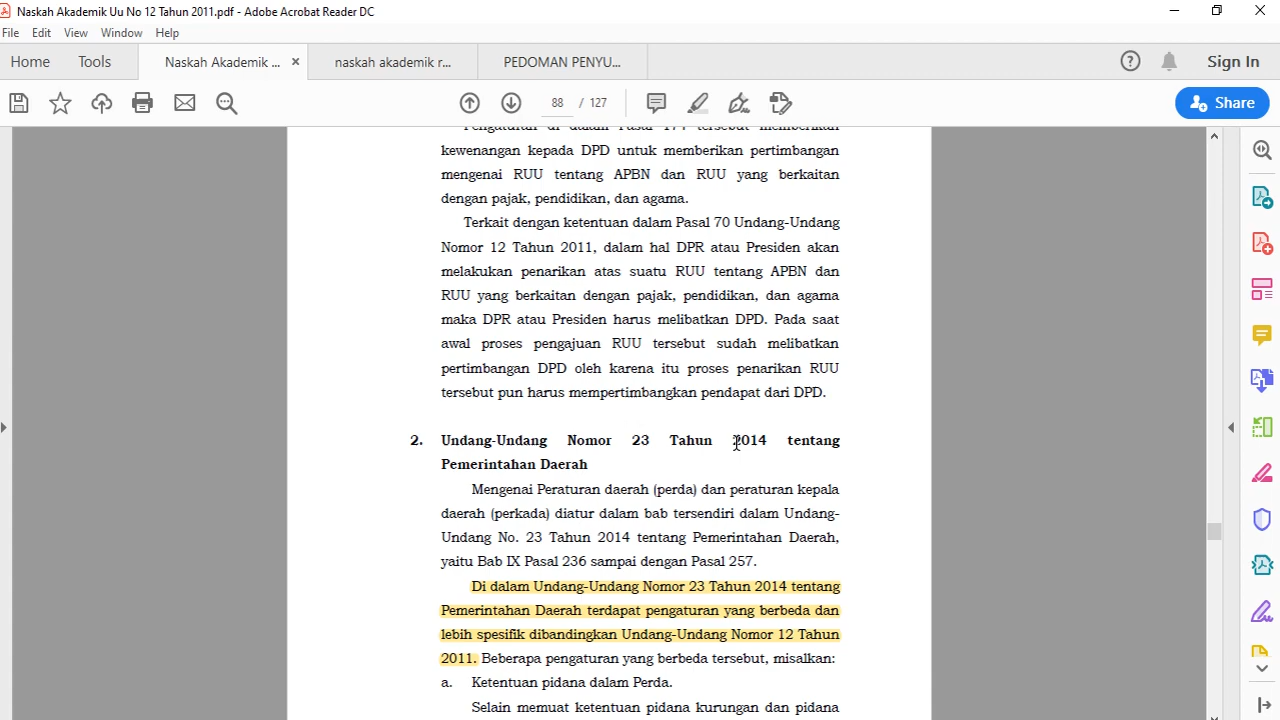 Naskah Akademik Uu No 12 Tahun 2011.pdf - Adobe Acrobat Reader DC
File Edit View Window Help
Home Tools Naskah Akademik ... × naskah akademik r... PEDOMAN PENYU... Sign In
88 / 127 Share
Pengaturan di dalam Pasal 174 tersebut memberikan
kewenangan kepada DPD untuk memberikan pertimbangan
mengenai RUU tentang APBN dan RUU yang berkaitan
dengan pajak, pendidikan, dan agama.
Terkait dengan ketentuan dalam Pasal 70 Undang-Undang
Nomor 12 Tahun 2011, dalam hal DPR atau Presiden akan
melakukan penarikan atas suatu RUU tentang APBN dan
RUU yang berkaitan dengan pajak, pendidikan, dan agama
maka DPR atau Presiden harus melibatkan DPD. Pada saat
awal proses pengajuan RUU tersebut sudah melibatkan
pertimbangan DPD oleh karena itu proses penarikan RUU
tersebut pun harus mempertimbangkan pendapat dari DPD.
2. Undang-Undang Nomor 23 Tahun 2014 tentang
Pemerintahan Daerah
Mengenai Peraturan daerah (perda) dan peraturan kepala
daerah (perkada) diatur dalam bab tersendiri dalam Undang-
Undang No. 23 Tahun 2014 tentang Pemerintahan Daerah,
yaitu Bab IX Pasal 236 sampai dengan Pasal 257.
Di dalam Undang-Undang Nomor 23 Tahun 2014 tentang
Pemerintahan Daerah terdapat pengaturan yang berbeda dan
lebih spesifik dibandingkan Undang-Undang Nomor 12 Tahun
2011. Beberapa pengaturan yang berbeda tersebut, misalkan:
a. Ketentuan pidana dalam Perda.
Selain memuat ketentuan pidana kurungan dan pidana